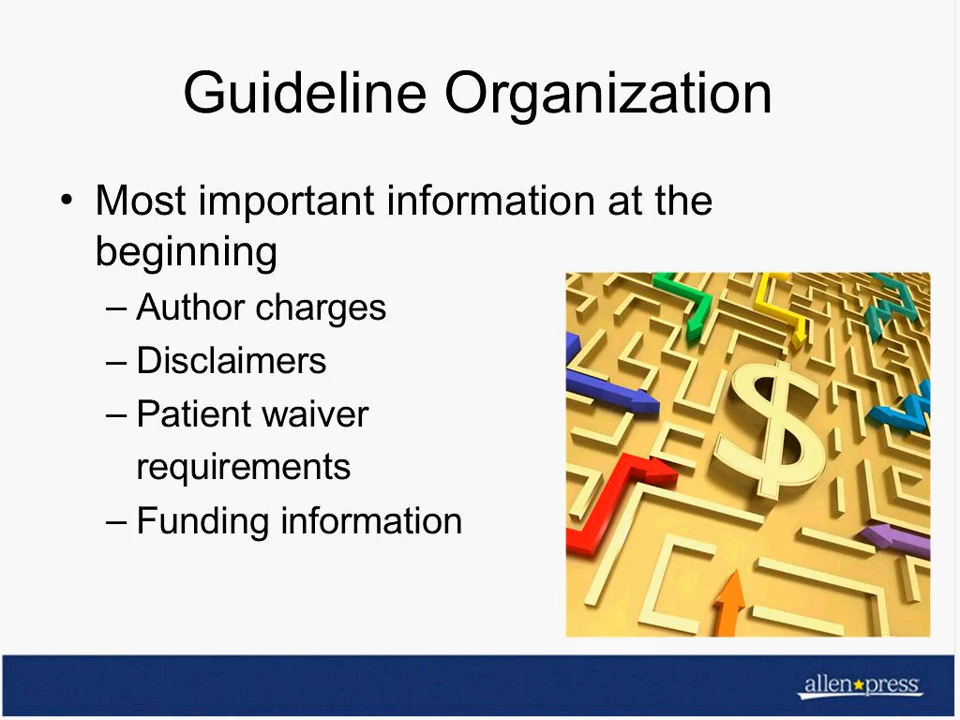 Guideline Organization
• Most important information at the
beginning
– Author charges
– Disclaimers
– Patient waiver
requirements
– Funding information
$
allen★press